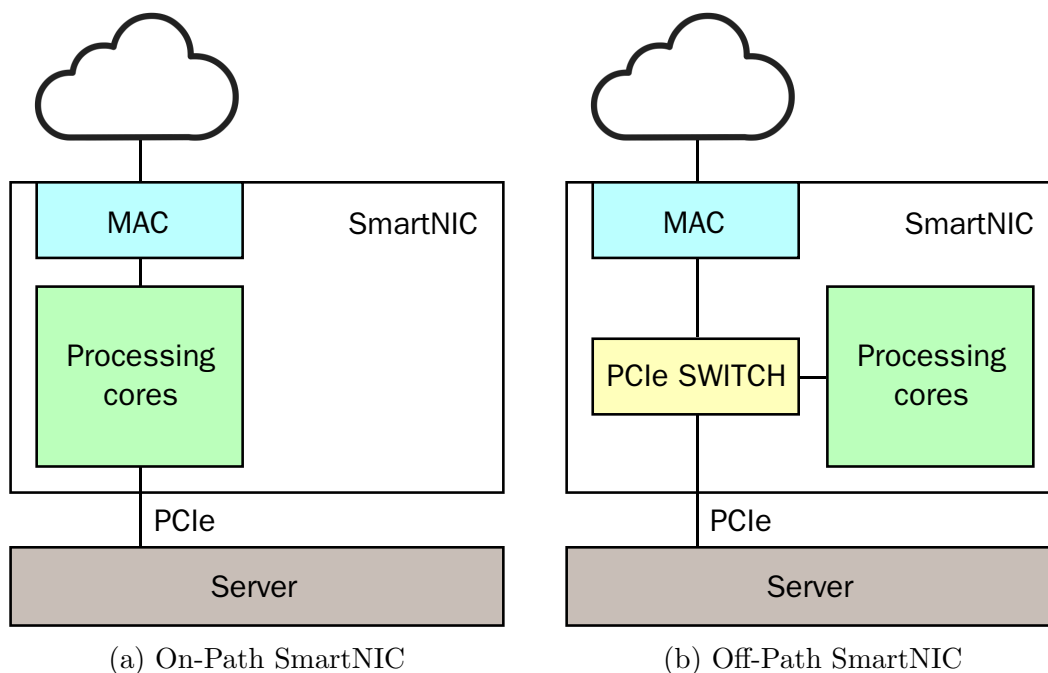 MAC
SmartNIC
Processing
cores
PCIe
Server
(a) On-Path SmartNIC
MAC
SmartNIC
PCIe SWITCH
Processing
cores
PCIe
Server
(b) Off-Path SmartNIC